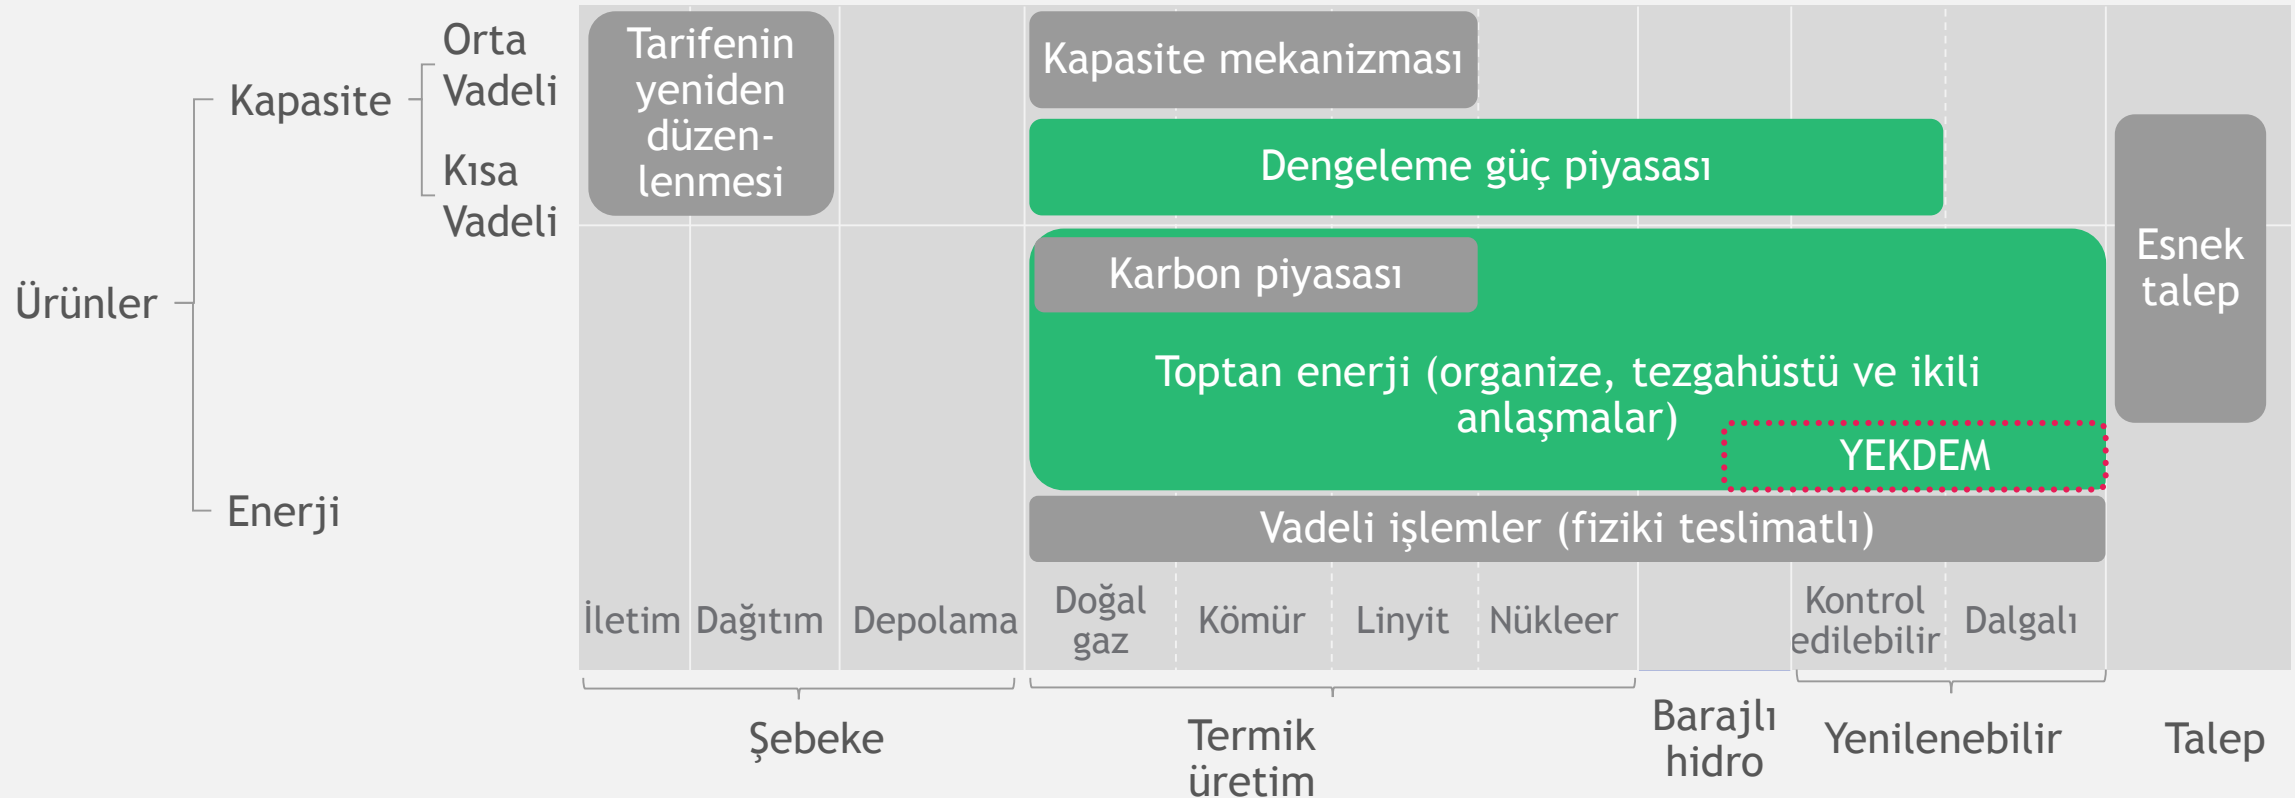 Orta
Vadeli
Kapasite
Kısa
Vadeli
Ürünler
Enerji
Tarifenin
yeniden
düzen-
lenmesi
Kapasite mekanizması
Dengeleme güç piyasası
Karbon piyasası
Toptan enerji (organize, tezgahüstü ve ikili
anlaşmalar)
YEKDEM
Vadeli işlemler (fiziki teslimatlı)
Esnek
talep
İletim
Dağıtım
Depolama
Doğal
gaz
Kömür
Linyit
Nükleer
Kontrol
edilebilir
Dalgalı
Şebeke
Termik
üretim
Barajlı
hidro
Yenilenebilir
Talep